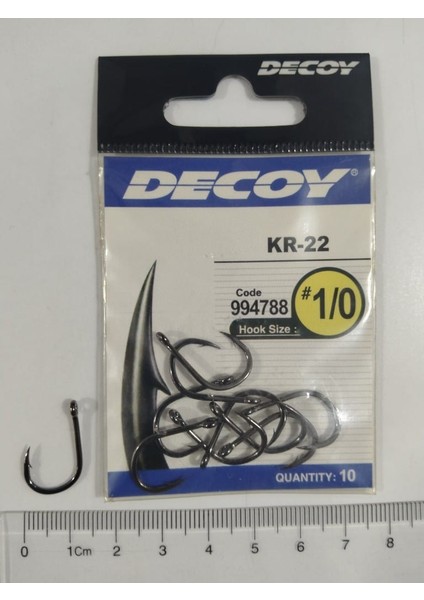 DECOY
DECOY®
KR-22
Code
994788
#1/0
Hook Size :
QUANTITY: 10
0 1Cm 2 3 4 5 6 7 8